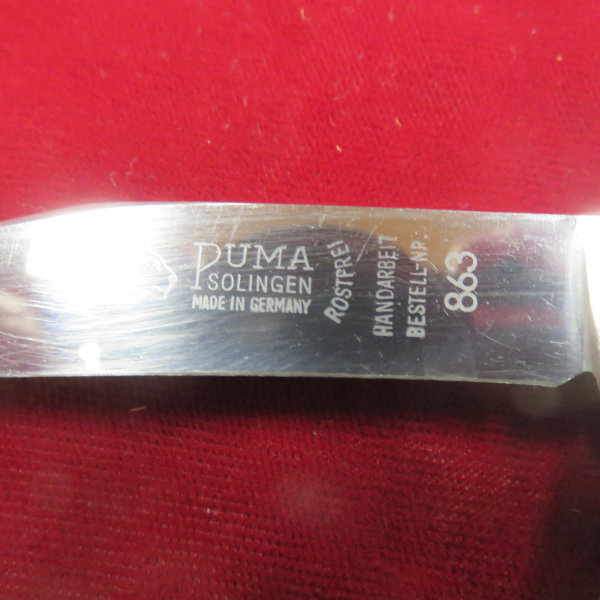 PUMA
SOLINGEN
MADE IN GERMANY
ROSTFREI
HANDARBEIT
BESTELL-NR:
863